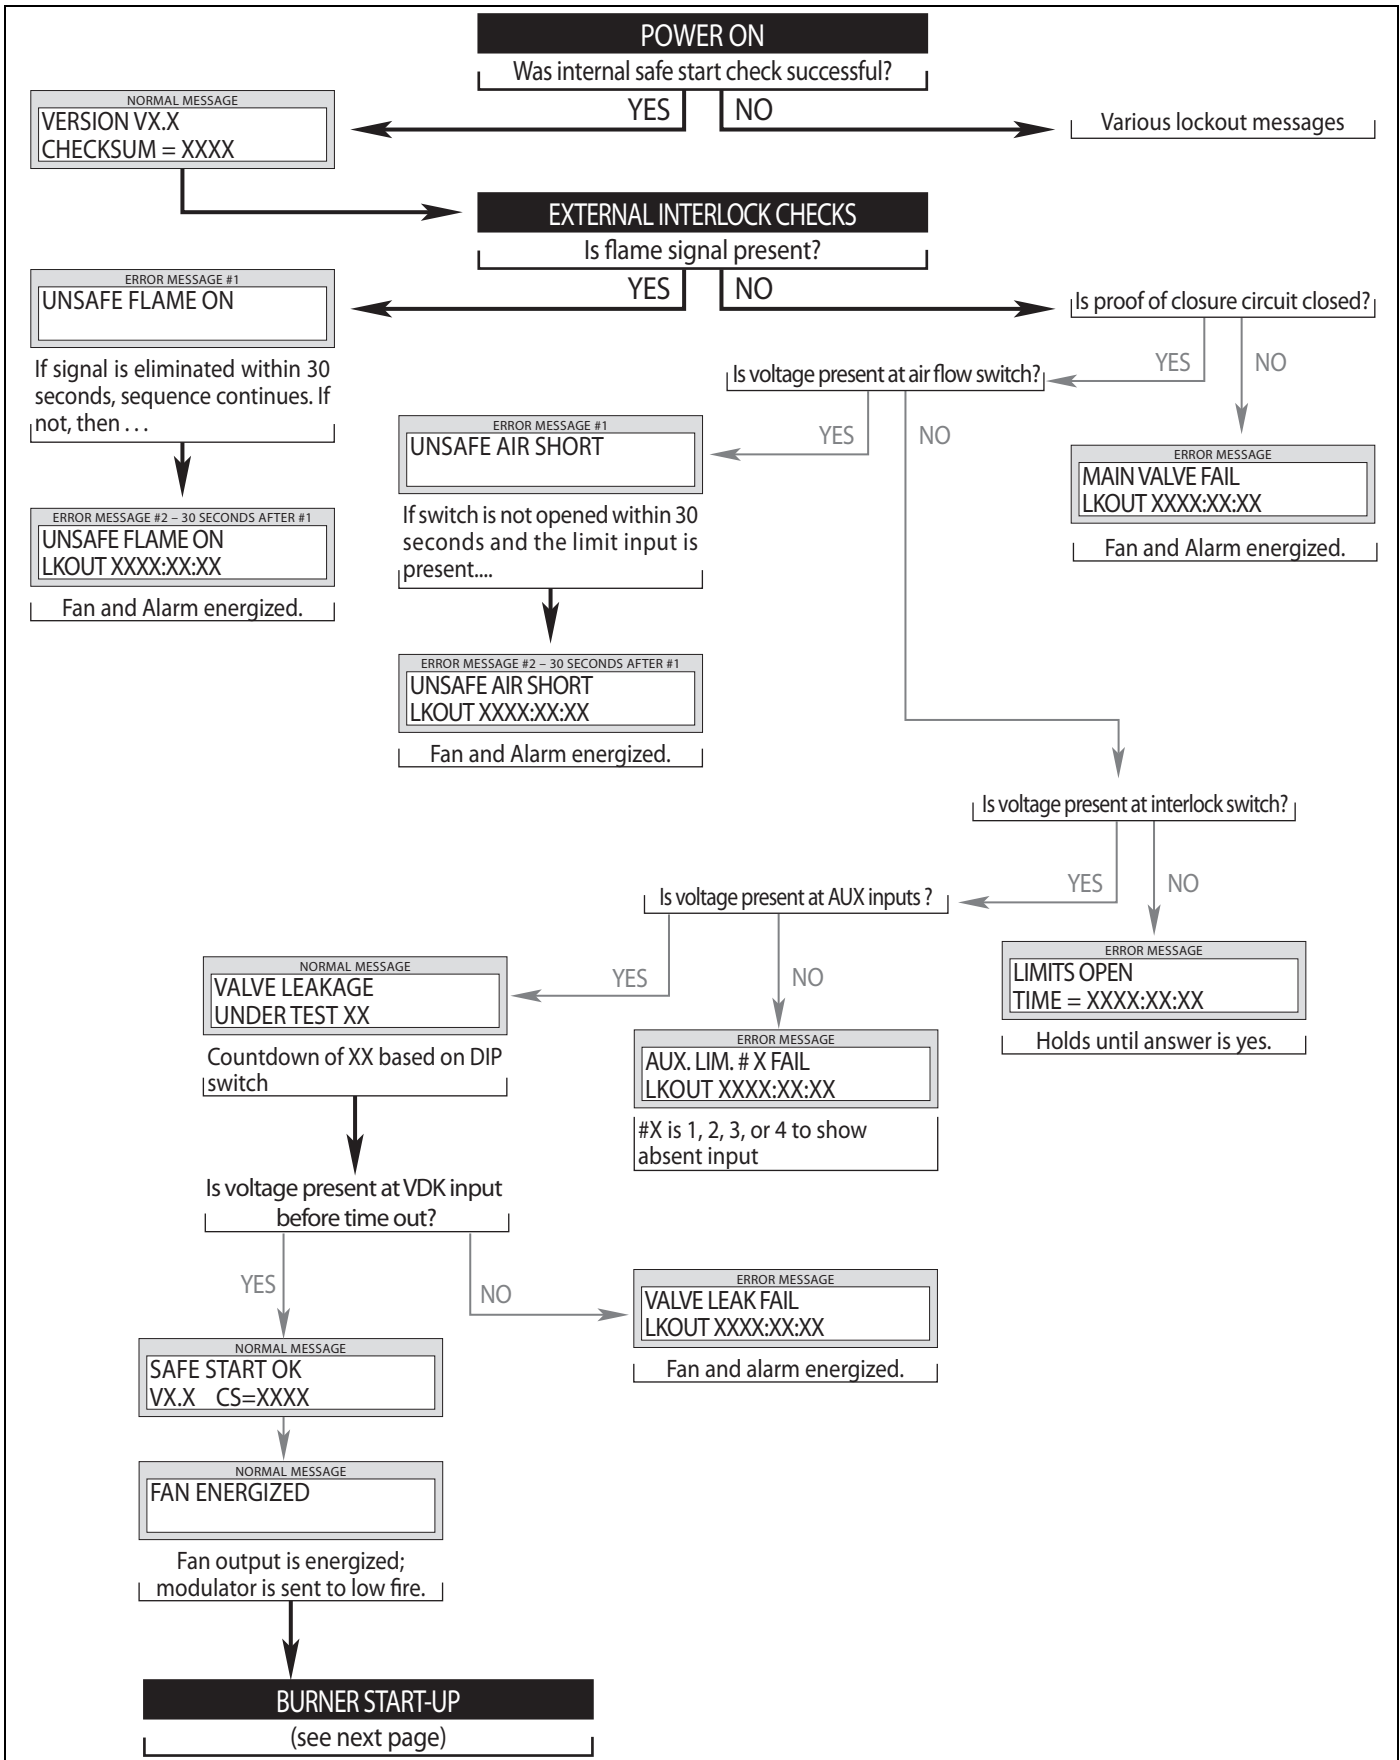 POWER ON
Was internal safe start check successful?
YES
NO
NORMAL MESSAGE
VERSION VX.X
CHECKSUM = XXXX
Various lockout messages
EXTERNAL INTERLOCK CHECKS
Is flame signal present?
YES
NO
ERROR MESSAGE #1
UNSAFE FLAME ON
If signal is eliminated within 30
seconds, sequence continues. If
not, then . . .
ERROR MESSAGE #2 – 30 SECONDS AFTER #1
UNSAFE FLAME ON
LKOUT XXXX:XX:XX
Fan and Alarm energized.
Is proof of closure circuit closed?
YES
NO
ERROR MESSAGE
MAIN VALVE FAIL
LKOUT XXXX:XX:XX
Fan and Alarm energized.
Is voltage present at air flow switch?
YES
NO
ERROR MESSAGE #1
UNSAFE AIR SHORT
If switch is not opened within 30
seconds and the limit input is
present....
ERROR MESSAGE #2 – 30 SECONDS AFTER #1
UNSAFE AIR SHORT
LKOUT XXXX:XX:XX
Fan and Alarm energized.
Is voltage present at interlock switch?
YES
NO
ERROR MESSAGE
LIMITS OPEN
TIME = XXXX:XX:XX
Holds until answer is yes.
Is voltage present at AUX inputs ?
YES
NO
ERROR MESSAGE
AUX. LIM. # X FAIL
LKOUT XXXX:XX:XX
#X is 1, 2, 3, or 4 to show
absent input
NORMAL MESSAGE
VALVE LEAKAGE
UNDER TEST XX
Countdown of XX based on DIP
switch
Is voltage present at VDK input
before time out?
YES
NO
ERROR MESSAGE
VALVE LEAK FAIL
LKOUT XXXX:XX:XX
Fan and alarm energized.
NORMAL MESSAGE
SAFE START OK
VX.X CS=XXXX
NORMAL MESSAGE
FAN ENERGIZED
Fan output is energized;
modulator is sent to low fire.
BURNER START-UP
(see next page)